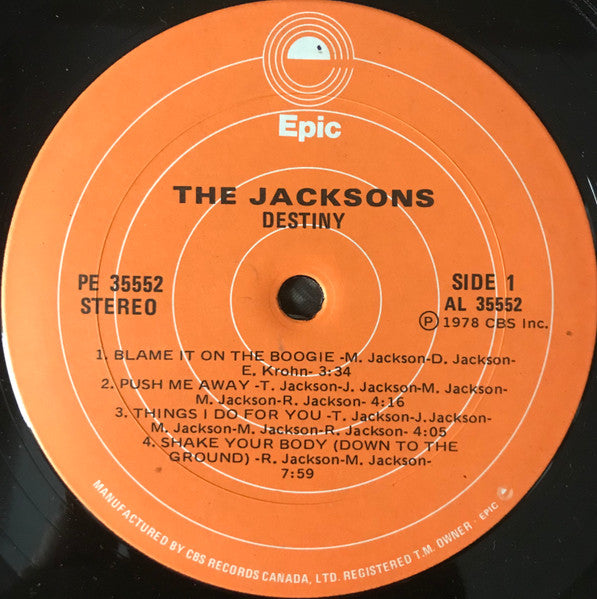 Epic
THE JACKSONS
DESTINY
PE 35552
STEREO
SIDE 1
AL 35552
Ⓟ 1978 CBS Inc.
1. BLAME IT ON THE BOOGIE -M. Jackson-D. Jackson-
E. Krohn- 3:34
2. PUSH ME AWAY -T. Jackson-J. Jackson-M. Jackson-
M. Jackson-R. Jackson- 4:16
3. THINGS I DO FOR YOU -T. Jackson-J.Jackson-
M. Jackson-M. Jackson-R. Jackson- 4:05
4. SHAKE YOUR BODY (DOWN TO THE
GROUND) -R. Jackson-M. Jackson-
7:59
MANUFACTURED BY CBS RECORDS CANADA, LTD. REGISTERED T.M. OWNER - EPIC